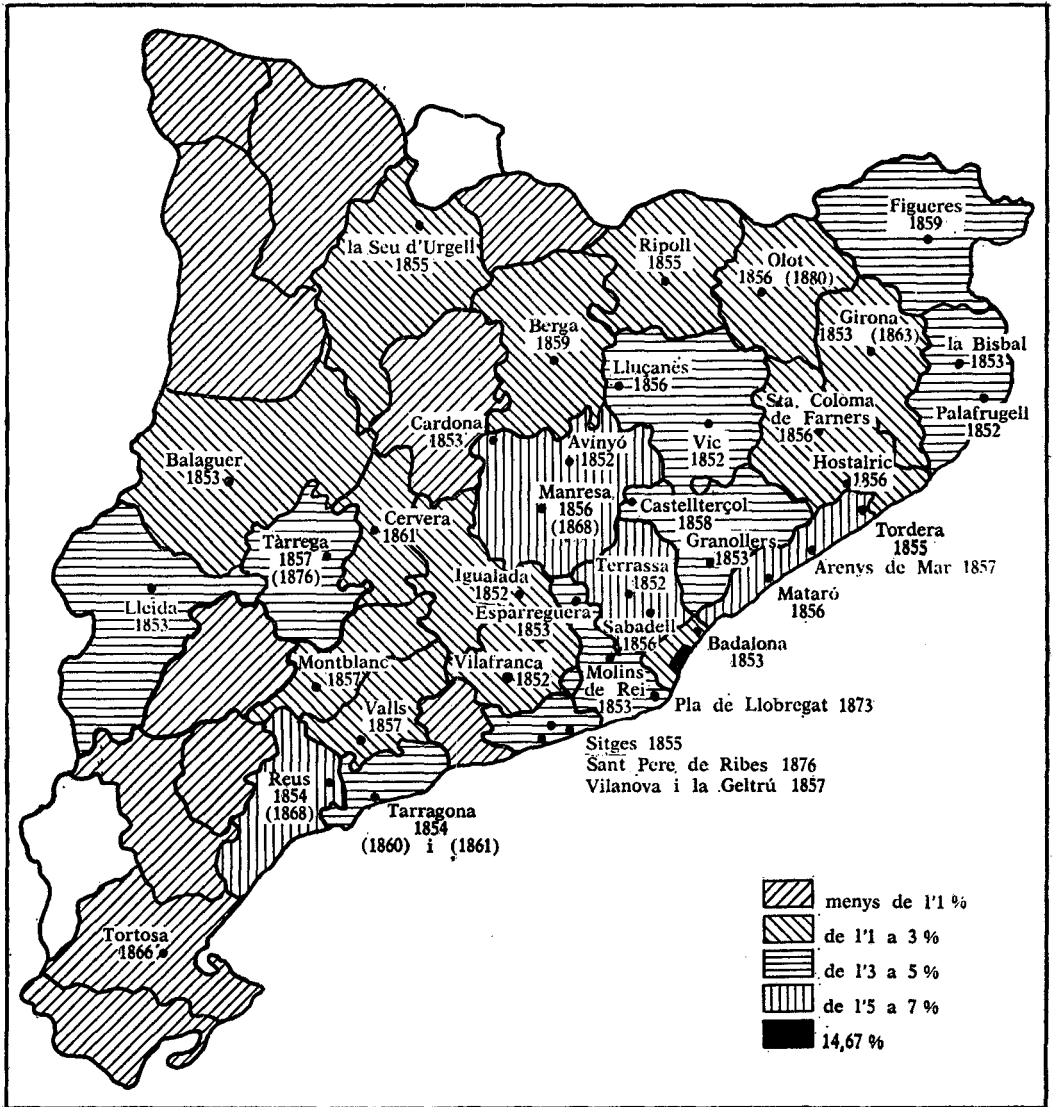 Figueres
1859
la Seu d'Urgell
1855
Ripoll
1855
Olot
1856 (1880)
Girona
1853 (1863)
la Bisbal
1853
Palafrugell
1852
Berga
1859
Lluçanès
1856
Sta. Coloma
de Farners
1856
Vic
1852
Hostalric
1856
Cardona
1853
Avinyó
1852
Balaguer
1853
Manresa
1856
(1868)
Castellterçol
1858
Granollers
1853
Tordera
1855
Arenys de Mar 1857
Mataró
1856
Cervera
1861
Tàrrega
1857
(1876)
Terrassa
1852
Igualada
1852
Esparreguera
1853
Sabadell
1856
Badalona
1853
Lleida
1853
Montblanc
1857
Vilafranca
1852
Molins
de Rei
1853
Pla de Llobregat 1873
Valls
1857
Sitges 1855
Sant Pere de Ribes 1876
Vilanova i la Geltrú 1857
Reus
1854
(1868)
Tarragona
1854
(1860) i (1861)
Tortosa
1866
menys de l'1 %
de l'1 a 3 %
de l'3 a 5 %
de l'5 a 7 %
14,67 %